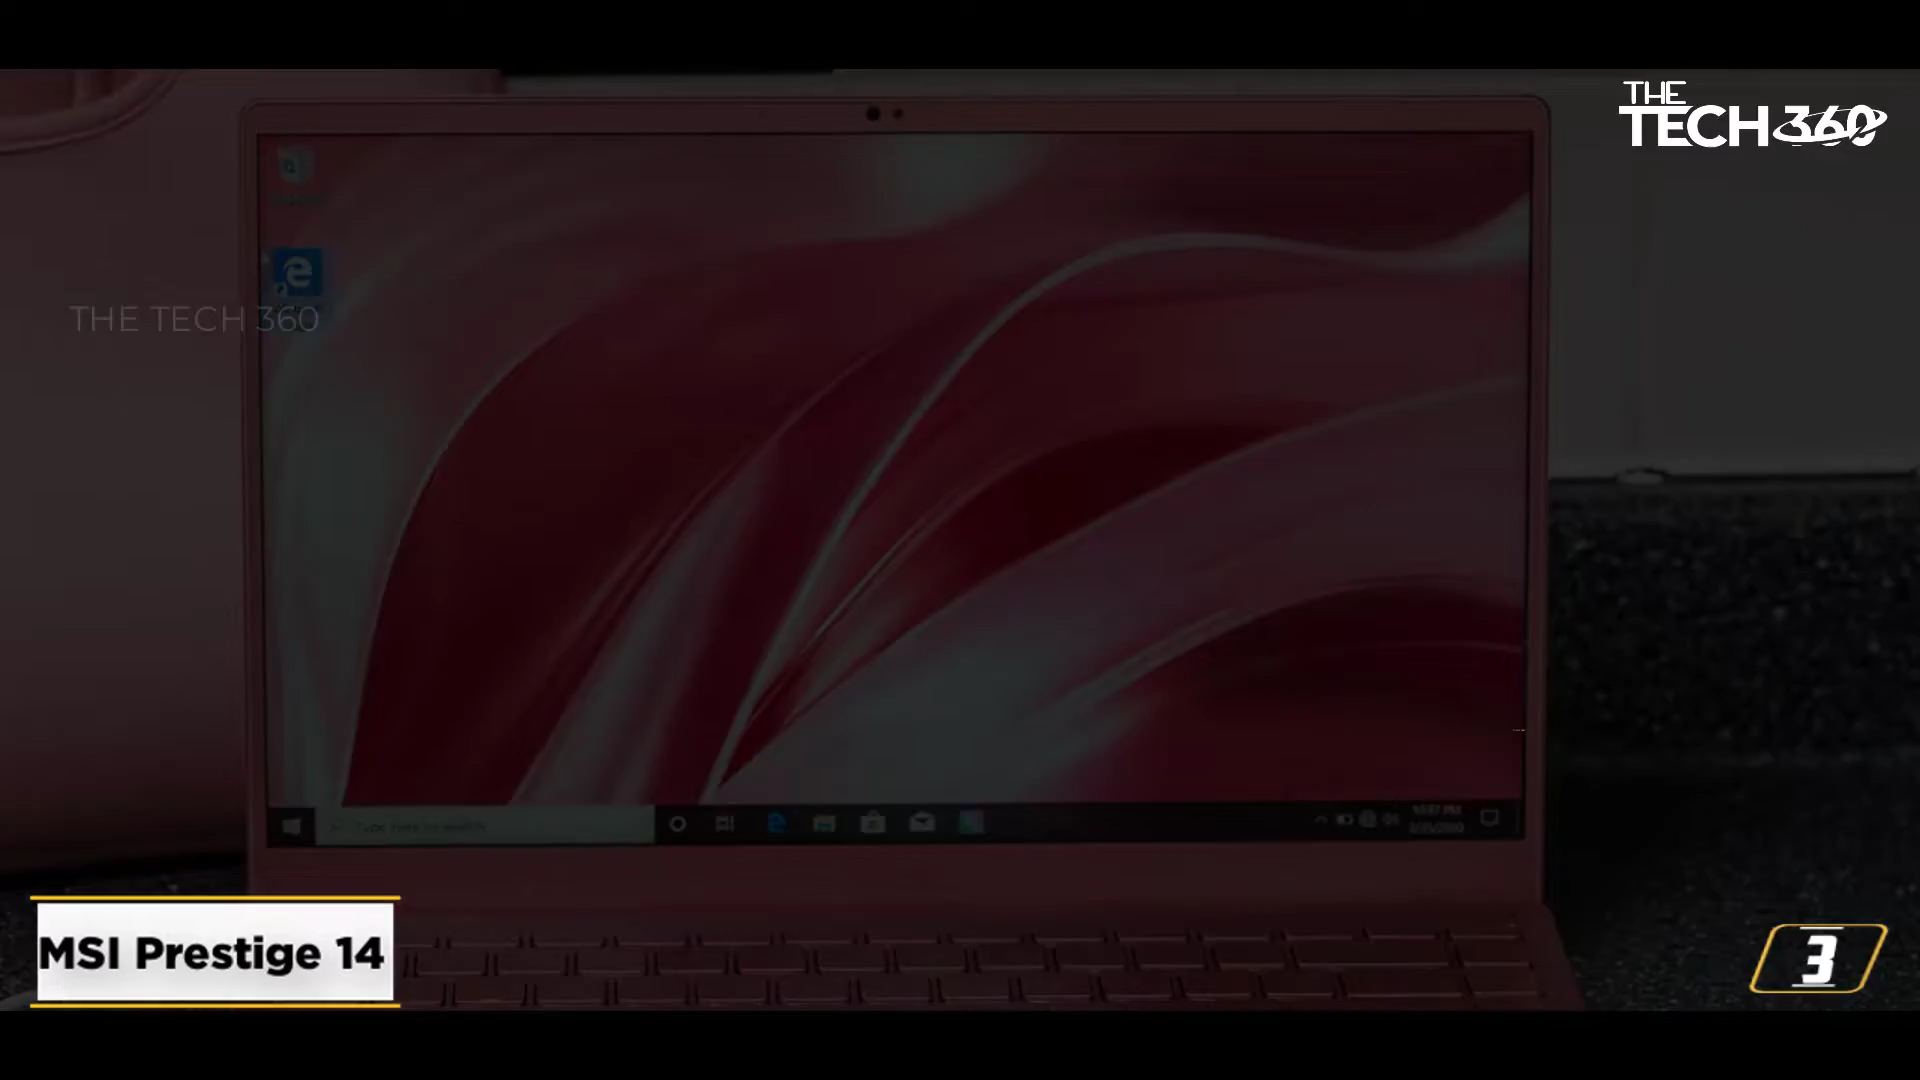 THE
TECH 360
THE TECH 360
MSI Prestige 14
3